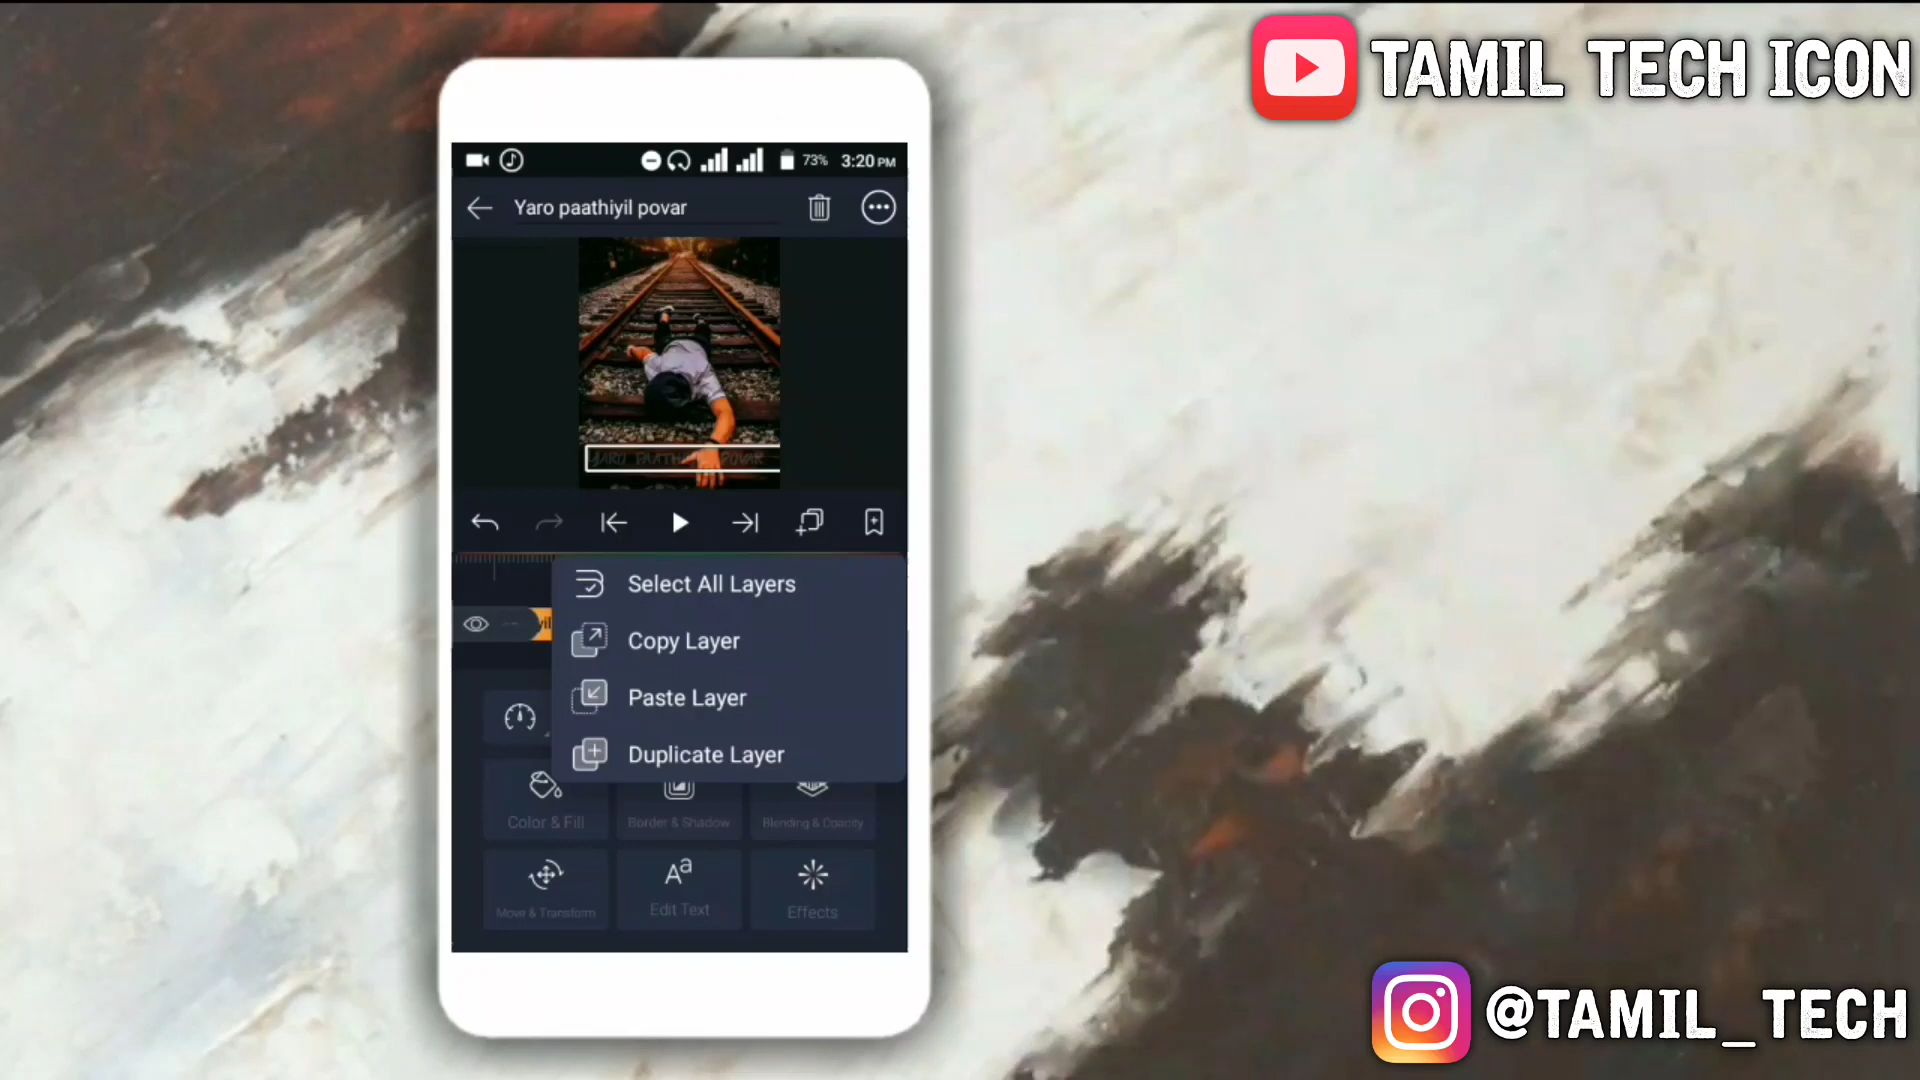 TAMIL TECH ICON
73% 3:20 PM
Yaro paathiyil povar
Select All Layers
Copy Layer
Paste Layer
Duplicate Layer
Color & Fill
Border & Shadow
Blending & Opacity
Move & Transform
Edit Text
Effects
@TAMIL_TECH